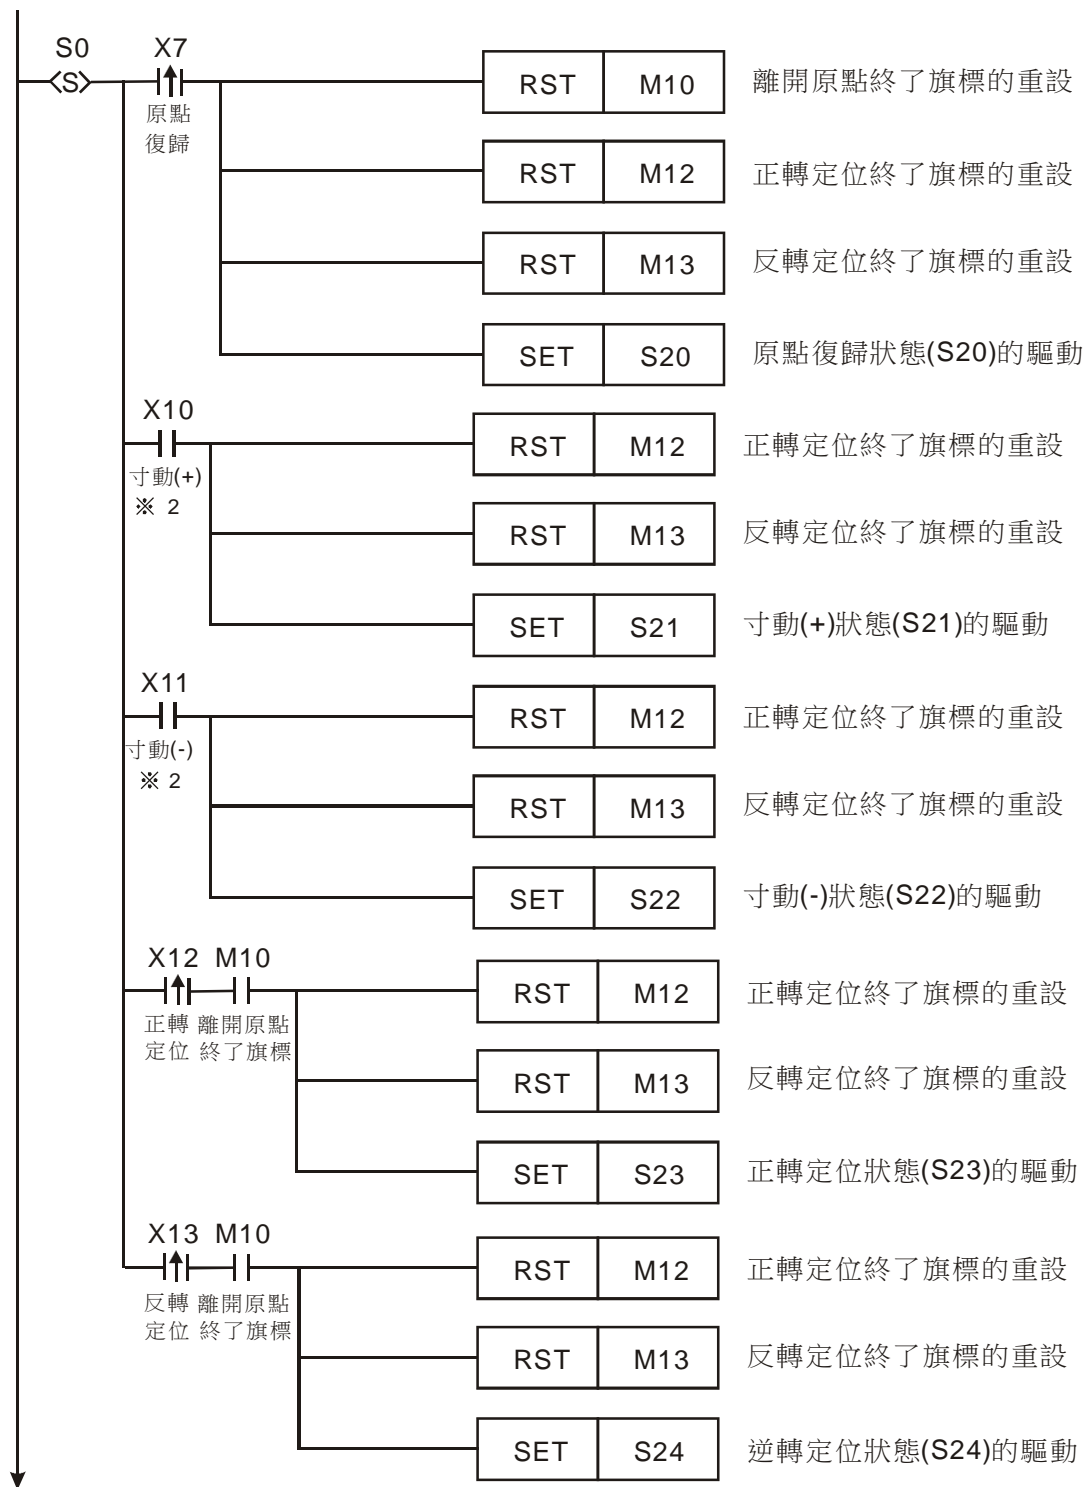 S0 X7
S
原點
復歸
RST M10 離開原點終了旗標的重設
RST M12 正轉定位終了旗標的重設
RST M13 反轉定位終了旗標的重設
SET S20 原點復歸狀態(S20)的驅動
X10
寸動(+)
※ 2
RST M12 正轉定位終了旗標的重設
RST M13 反轉定位終了旗標的重設
SET S21 寸動(+)狀態(S21)的驅動
X11
寸動(-)
※ 2
RST M12 正轉定位終了旗標的重設
RST M13 反轉定位終了旗標的重設
SET S22 寸動(-)狀態(S22)的驅動
X12 M10
正轉 離開原點
定位 終了旗標
RST M12 正轉定位終了旗標的重設
RST M13 反轉定位終了旗標的重設
SET S23 正轉定位狀態(S23)的驅動
X13 M10
反轉 離開原點
定位 終了旗標
RST M12 正轉定位終了旗標的重設
RST M13 反轉定位終了旗標的重設
SET S24 逆轉定位狀態(S24)的驅動